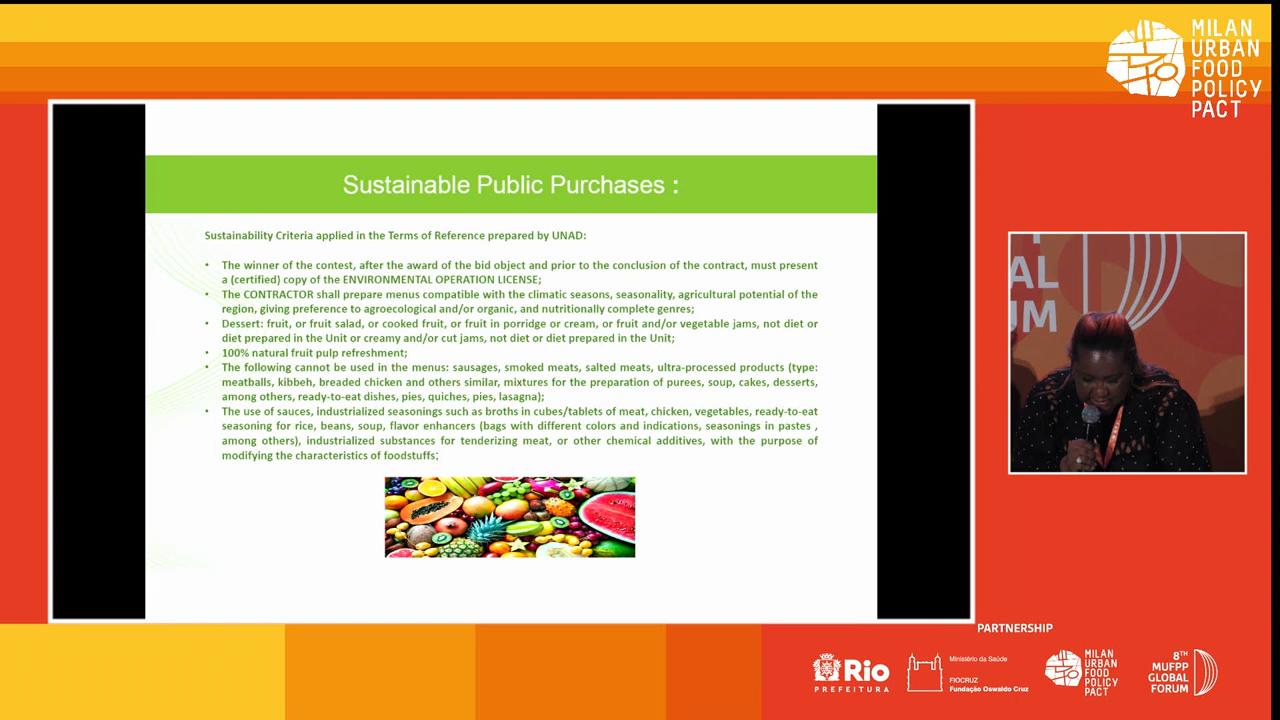 MILAN
URBAN
FOOD
POLICY
PACT
Sustainable Public Purchases :
Sustainability Criteria applied in the Terms of Reference prepared by UNAD:
• The winner of the contest, after the award of the bid object and prior to the conclusion of the contract, must present
a (certified) copy of the ENVIRONMENTAL OPERATION LICENSE;
• The CONTRACTOR shall prepare menus compatible with the climatic seasons, seasonality, agricultural potential of the
region, giving preference to agroecological and/or organic, and nutritionally complete genres;
• Dessert: fruit, or fruit salad, or cooked fruit, or fruit in porridge or cream, or fruit and/or vegetable jams, not diet or
diet prepared in the Unit or creamy and/or cut jams, not diet or diet prepared in the Unit;
• 100% natural fruit pulp refreshment;
• The following cannot be used in the menus: sausages, smoked meats, salted meats, ultra-processed products (type:
meatballs, kibbeh, breaded chicken and others similar, mixtures for the preparation of purees, soup, cakes, desserts,
among others, ready-to-eat dishes, pies, quiches, pies, lasagna);
• The use of sauces, industrialized seasonings such as broths in cubes/tablets of meat, chicken, vegetables, ready-to-eat
seasoning for rice, beans, soup, flavor enhancers (bags with different colors and indications, seasonings in pastes ,
among others), industrialized substances for tenderizing meat, or other chemical additives, with the purpose of
modifying the characteristics of foodstuffs;
AL
UM
PARTNERSHIP
Rio
PREFEITURA
Ministério da Saúde
FIOCRUZ
Fundação Oswaldo Cruz
MILAN
URBAN
FOOD
POLICY
PACT
8TH
MUFPP
GLOBAL
FORUM